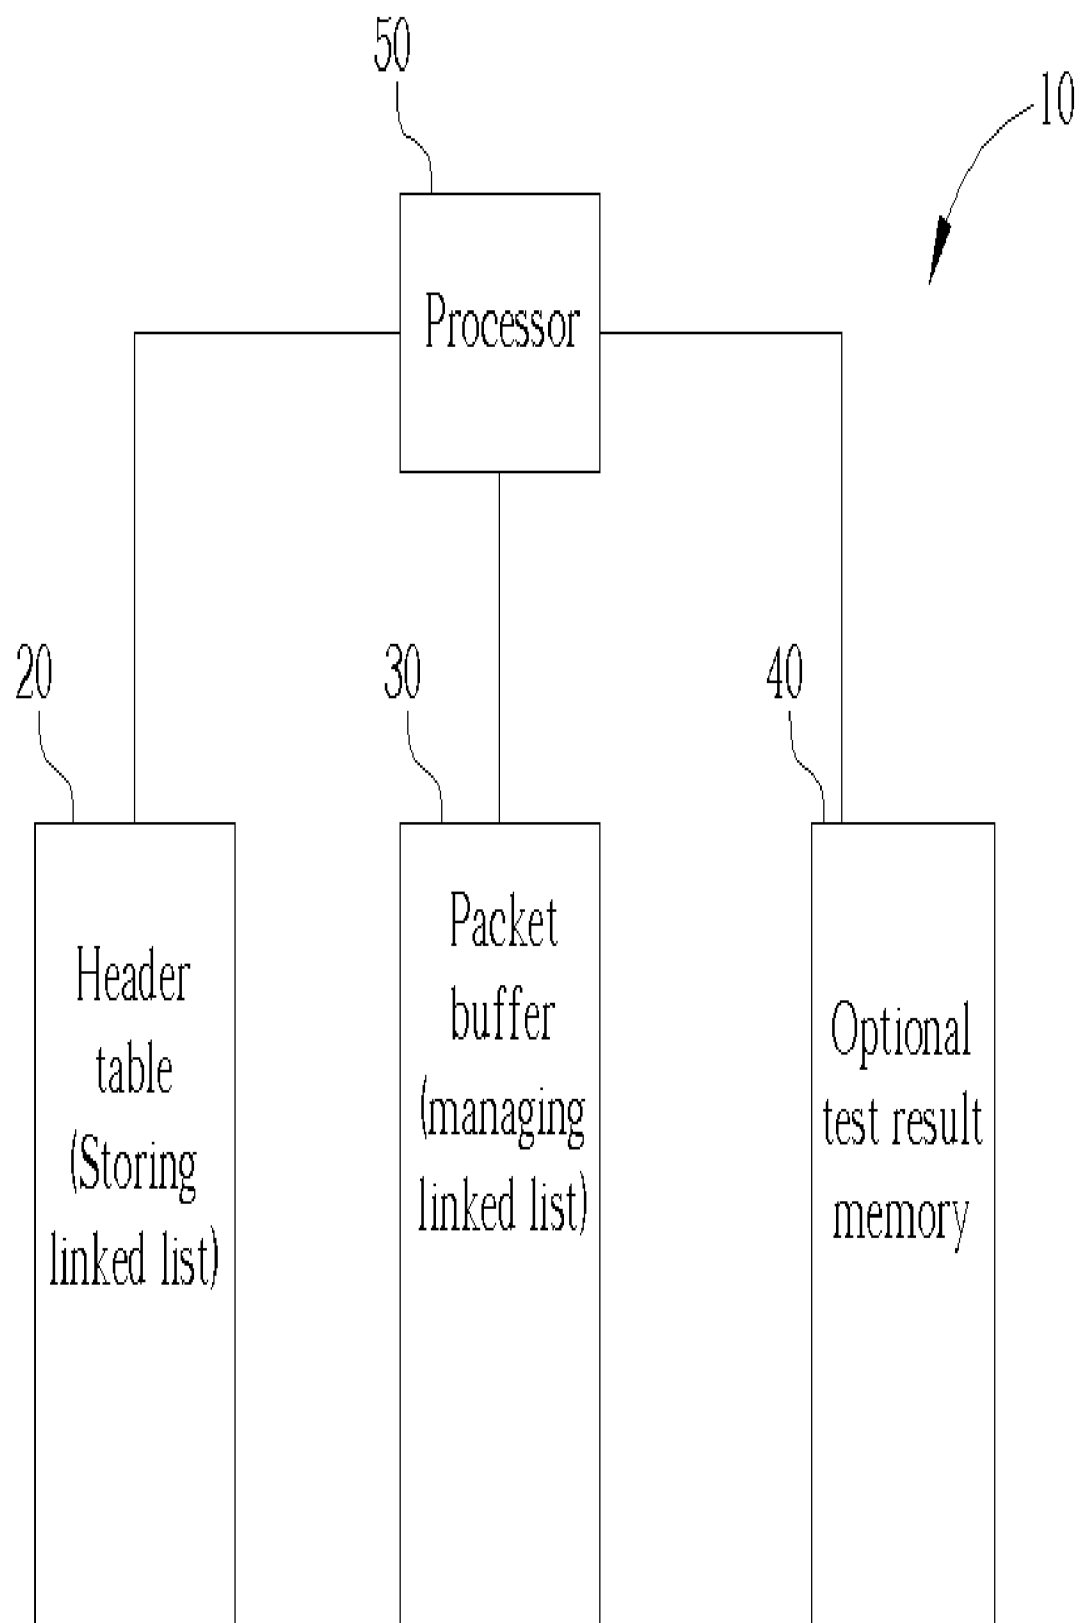 50
10
Processor
20
30
40
Header
table
(Storing
linked list)
Packet
buffer
(managing
linked list)
Optional
test result
memory